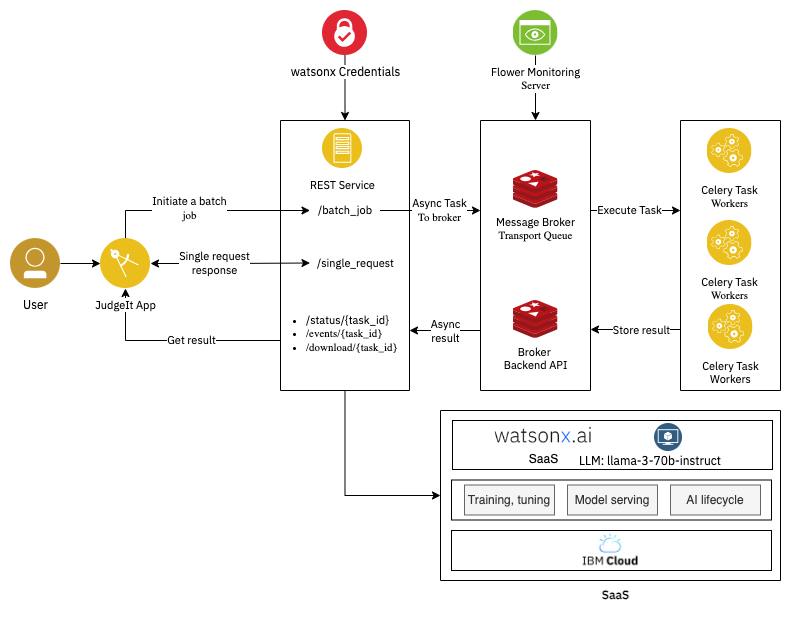 watsonx Credentials
Flower Monitoring
Server
REST Service
Initiate a batch
job
/batch_job
Async Task
To broker
Message Broker
Transport Queue
Execute Task
Celery Task
Workers
Single request
response
/single_request
Celery Task
Workers
User
JudgeIt App
Get result
• /status/{task_id}
• /events/{task_id}
• /download/{task_id}
Async
result
Broker
Backend API
Store result
Celery Task
Workers
watsonx.ai
SaaS
LLM: llama-3-70b-instruct
Training, tuning
Model serving
AI lifecycle
IBM Cloud
SaaS